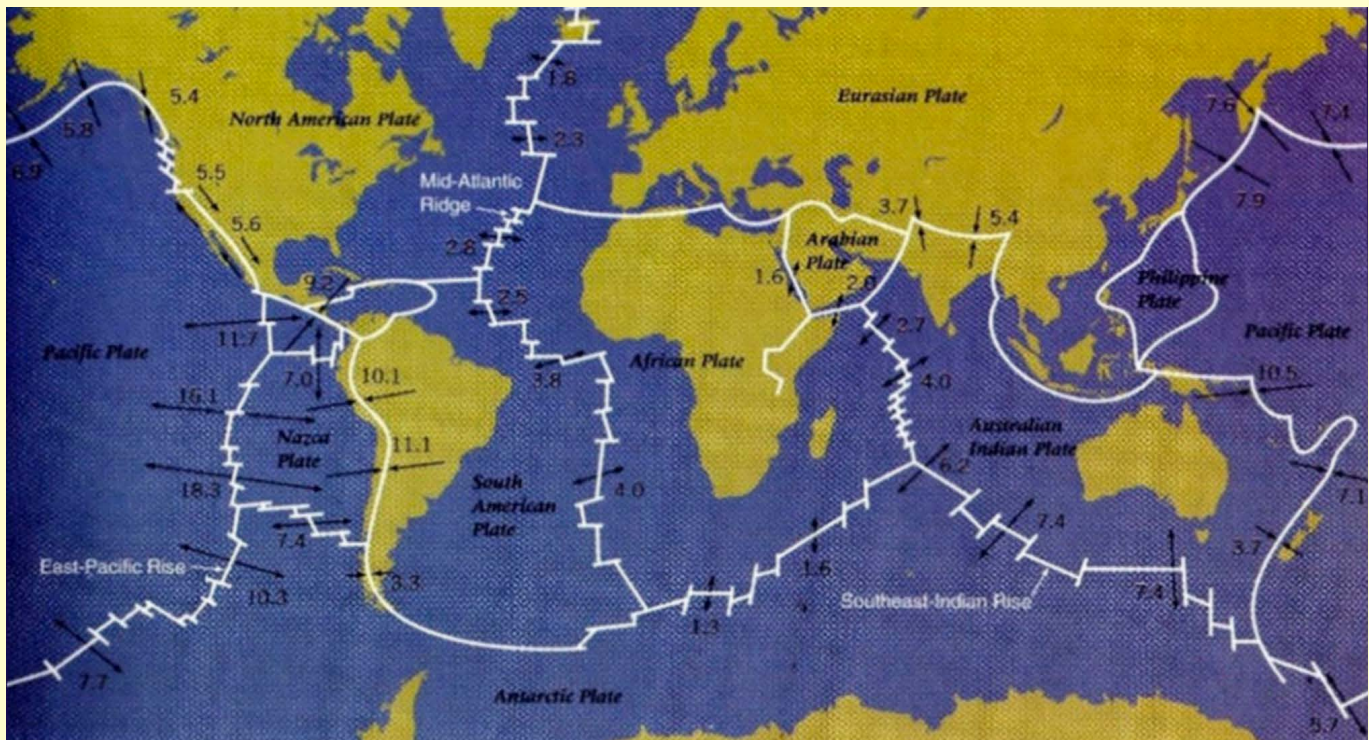 1.8
5.4
7.6
7.4
5.8
North American Plate
Eurasian Plate
2.3
6.9
5.5
Mid-Atlantic
Ridge
7.9
5.6
3.7
5.4
2.8
Arabian
Plate
9.2
1.6
2.0
Philippine
Plate
2.5
11.7
2.7
Pacific Plate
Pacific Plate
African Plate
7.0
10.1
3.8
4.0
10.5
16.1
Nazca
Plate
11.1
Australian
Indian Plate
6.2
18.3
South
American
Plate
4.0
7.1
7.4
7.4
3.7
East-Pacific Rise
3.3
1.6
10.3
Southeast-Indian Rise
7.4
1.3
7.7
Antarctic Plate
5.7